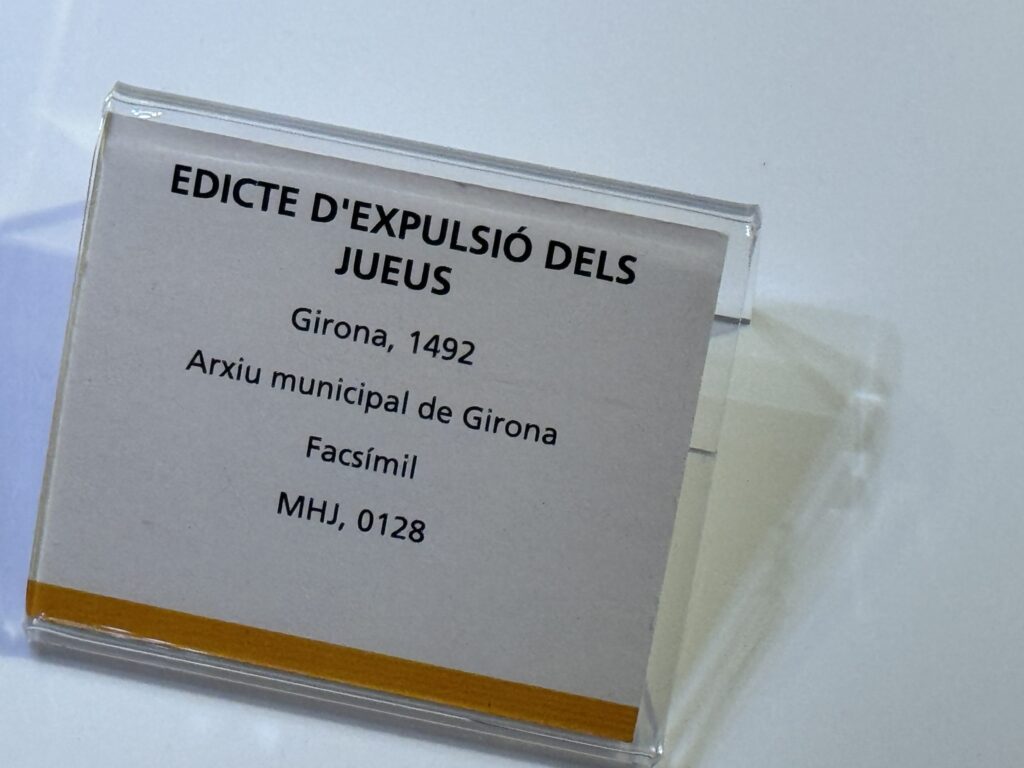 EDICTE D'EXPULSIÓ DELS
JUEUS
Girona, 1492
Arxiu municipal de Girona
Facsímil
MHJ, 0128